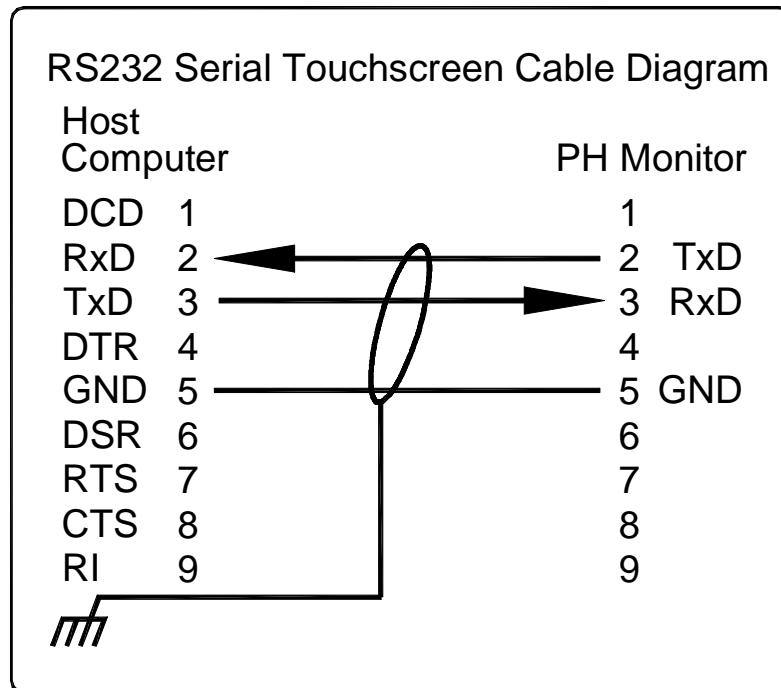 RS232 Serial Touchscreen Cable Diagram
Host
Computer PH Monitor
DCD 1 1
RxD 2 2 TxD
TxD 3 3 RxD
DTR 4 4
GND 5 5 GND
DSR 6 6
RTS 7 7
CTS 8 8
RI 9 9